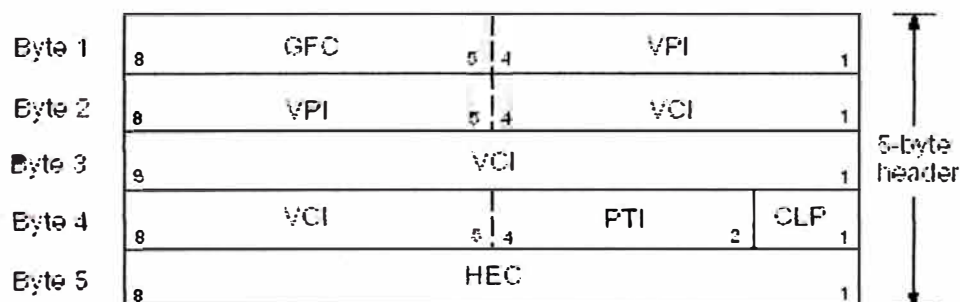 Byte 1 8 GFC 5 4 VPI 1
Byte 2 8 VPI 5 4 VCI 1
Byte 3 8 VCI 1
5-byte
header
Byte 4 8 VCI 5 4 PTI 2 CLP 1
Byte 5 8 HEC 1